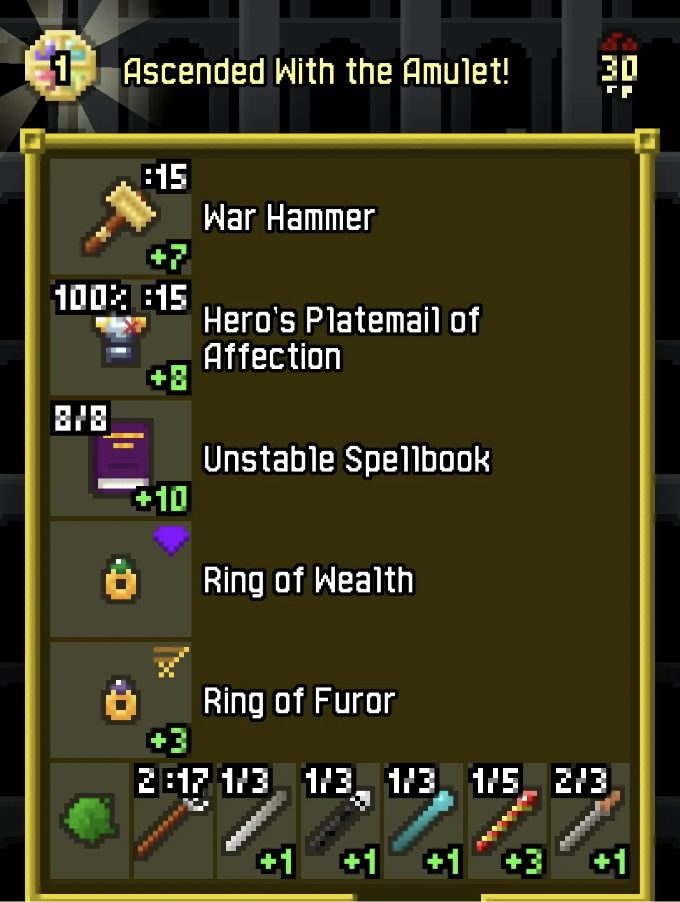 1
Ascended With the Amulet!
30
:15
War Hammer
+7
100% :15
Hero's Platemail of
Affection
+8
8/8
Unstable Spellbook
+10
Ring of Wealth
Ring of Furor
+3
2 :17 1/3 1/3 1/3 1/5 2/3
+1 +1 +1 +3 +1